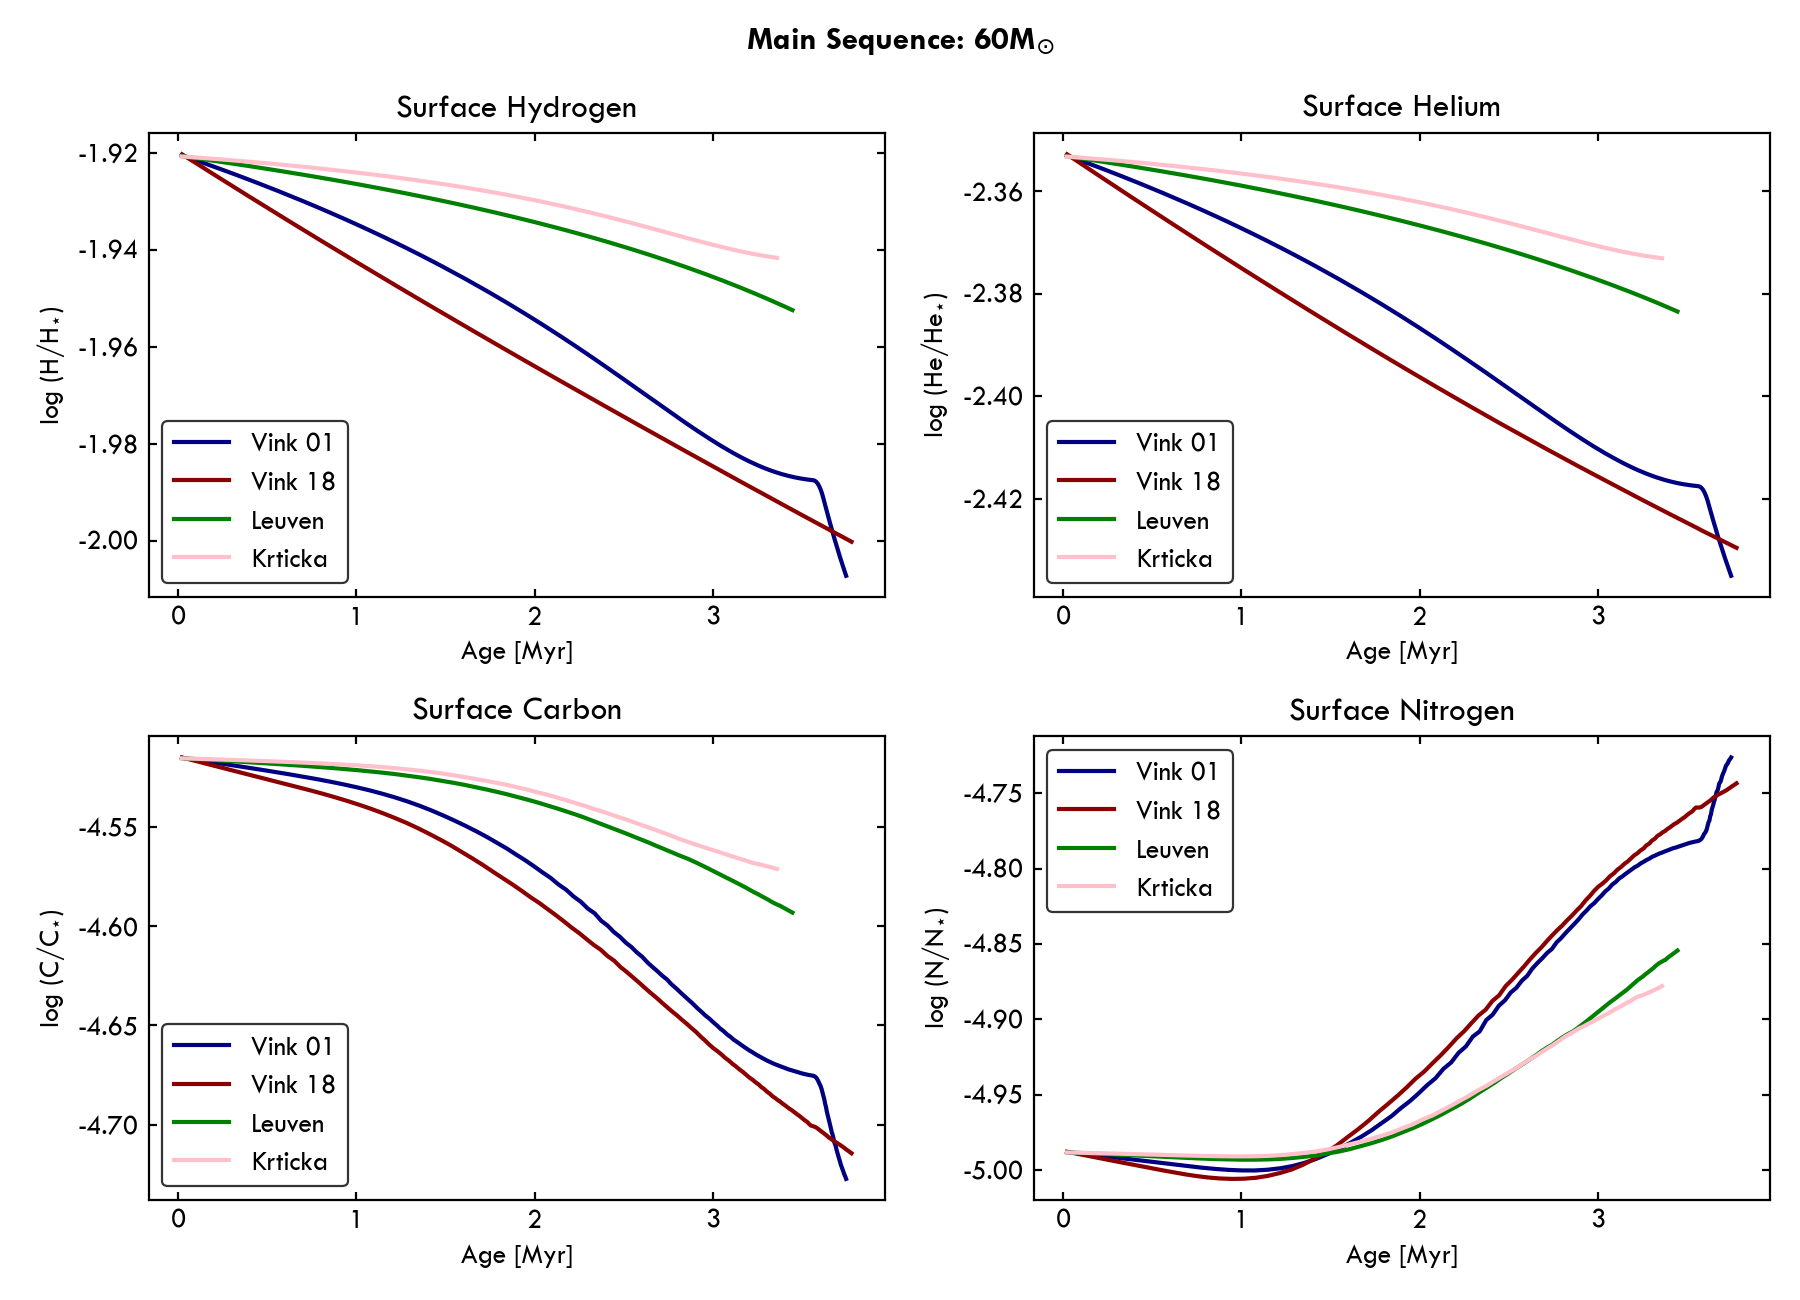 Main Sequence: 60M⊙
Surface Hydrogen
log (H/H⋆)
-1.92
-1.94
-1.96
-1.98
-2.00
Vink 01
Vink 18
Leuven
Krticka
0 1 2 3
Age [Myr]
Surface Helium
log (He/He⋆)
-2.36
-2.38
-2.40
-2.42
Vink 01
Vink 18
Leuven
Krticka
0 1 2 3
Age [Myr]
Surface Carbon
log (C/C⋆)
-4.55
-4.60
-4.65
-4.70
Vink 01
Vink 18
Leuven
Krticka
0 1 2 3
Age [Myr]
Surface Nitrogen
log (N/N⋆)
-4.75
-4.80
-4.85
-4.90
-4.95
-5.00
Vink 01
Vink 18
Leuven
Krticka
0 1 2 3
Age [Myr]